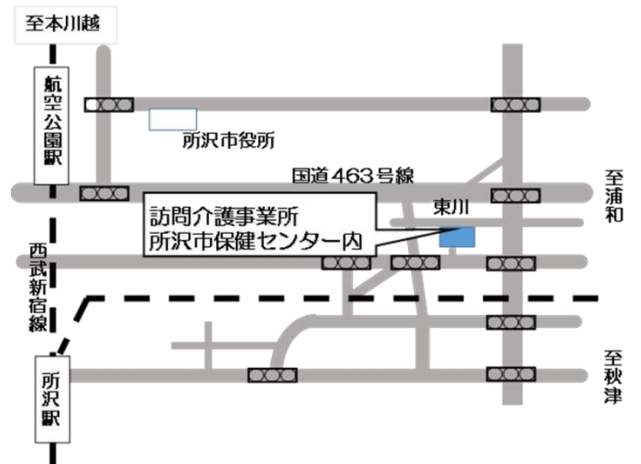 至本川越
航空公園駅
所沢市役所
国道463号線
至浦和
東川
訪問介護事業所
所沢市保健センター内
西武新宿線
所沢駅
至秋津